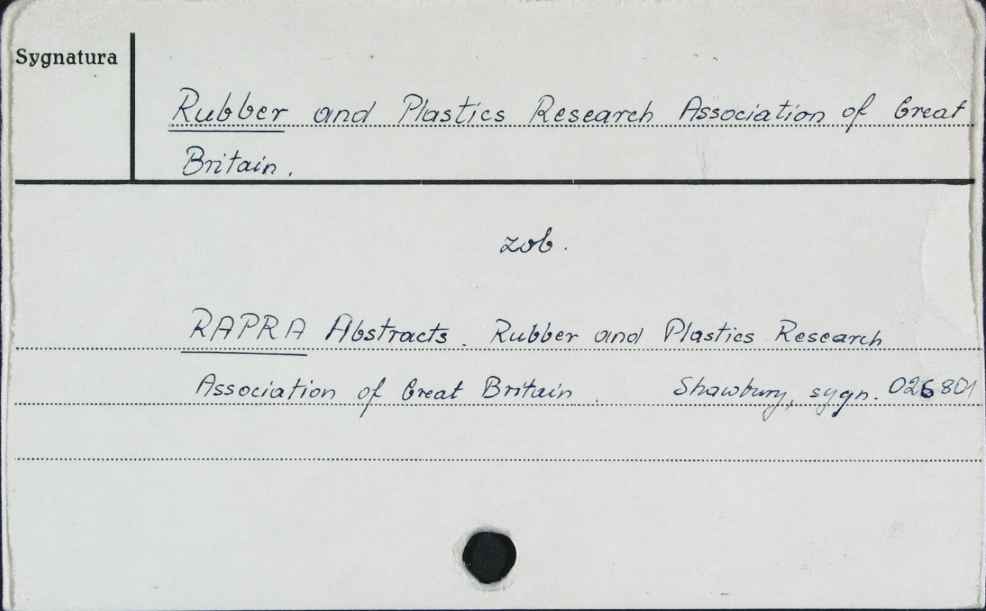 Sygnatura
Rubber and Plastics Research Association of Great
Britain.
zob.
RAPRA Abstracts. Rubber and Plastics Research
Association of Great Britain. Shawbury, sygn. 026801